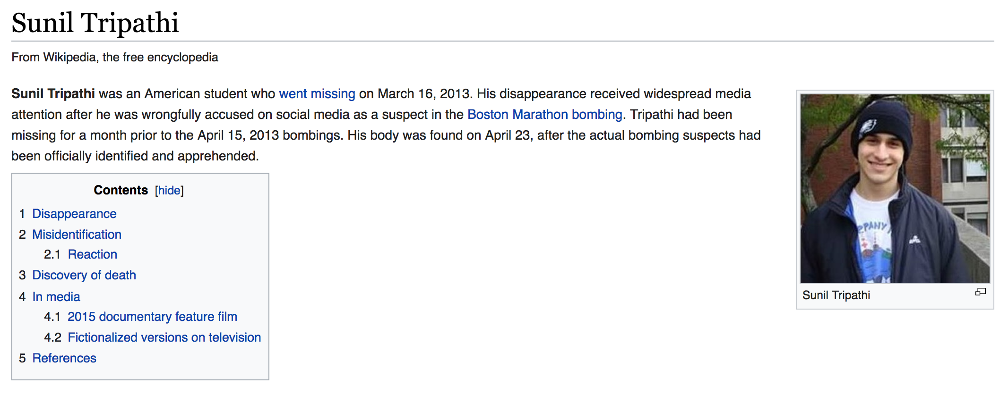 Sunil Tripathi
From Wikipedia, the free encyclopedia
Sunil Tripathi was an American student who went missing on March 16, 2013. His disappearance received widespread media
attention after he was wrongfully accused on social media as a suspect in the Boston Marathon bombing. Tripathi had been
missing for a month prior to the April 15, 2013 bombings. His body was found on April 23, after the actual bombing suspects had
been officially identified and apprehended.
Contents [hide]
1 Disappearance
2 Misidentification
2.1 Reaction
3 Discovery of death
4 In media
4.1 2015 documentary feature film
4.2 Fictionalized versions on television
5 References
Sunil Tripathi